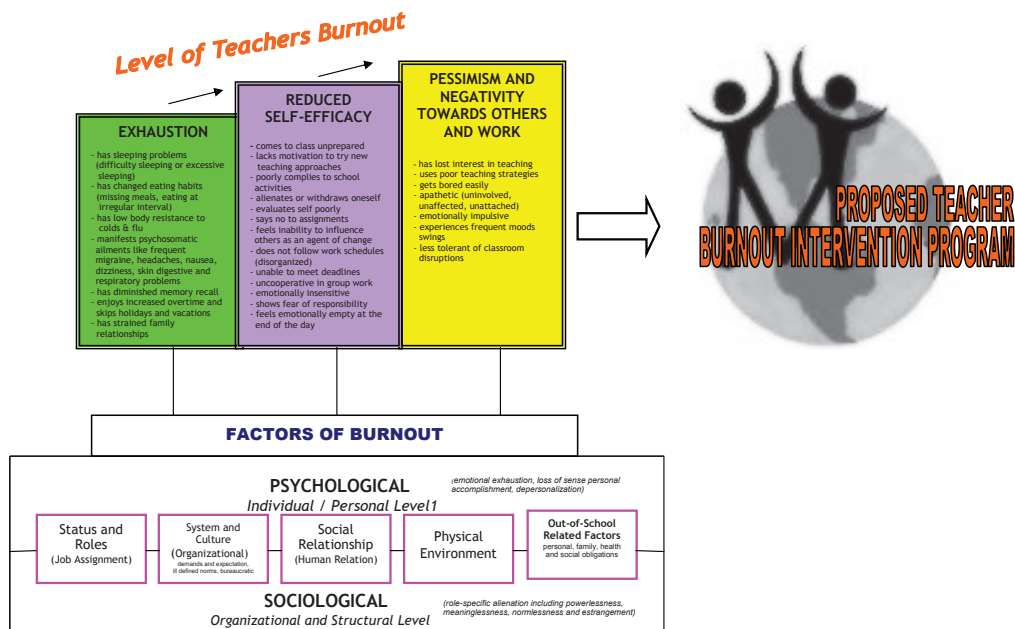 Level of Teachers Burnout
EXHAUSTION
- has sleeping problems
(difficulty sleeping or excessive
sleeping)
- has changed eating habits
(missing meals, eating at
irregular interval)
- has low body resistance to
colds & flu
- manifests psychosomatic
ailments like frequent
migraine, headaches, nausea,
dizziness, skin digestive and
respiratory problems
- has diminished memory recall
- enjoys increased overtime and
skips holidays and vacations
- has strained family
relationships
REDUCED
SELF-EFFICACY
- comes to class unprepared
- lacks motivation to try new
teaching approaches
- poorly complies to school
activities
- alienates or withdraws oneself
- evaluates self poorly
- says no to assignments
- feels inability to influence
others as an agent of change
- does not follow work schedules
(disorganized)
- unable to meet deadlines
- uncooperative in group work
- emotionally insensitive
- shows fear of responsibility
- feels emotionally empty at the
end of the day
PESSIMISM AND
NEGATIVITY
TOWARDS OTHERS
AND WORK
- has lost interest in teaching
- uses poor teaching strategies
- gets bored easily
- apathetic (uninvolved,
unaffected, unattached)
- emotionally impulsive
- experiences frequent moods
swings
- less tolerant of classroom
disruptions
PROPOSED TEACHER
BURNOUT INTERVENTION PROGRAM
FACTORS OF BURNOUT
PSYCHOLOGICAL
(emotional exhaustion, loss of sense personal
accomplishment, depersonalization)
Individual / Personal Level1
Status and
Roles
(Job Assignment)
System and
Culture
(Organizational)
demands and expectation,
ill defined norms, bureaucratic
Social
Relationship
(Human Relation)
Physical
Environment
Out-of-School
Related Factors
personal, family, health
and social obligations
SOCIOLOGICAL
(role-specific alienation including powerlessness,
meaninglessness, normlessness and estrangement)
Organizational and Structural Level